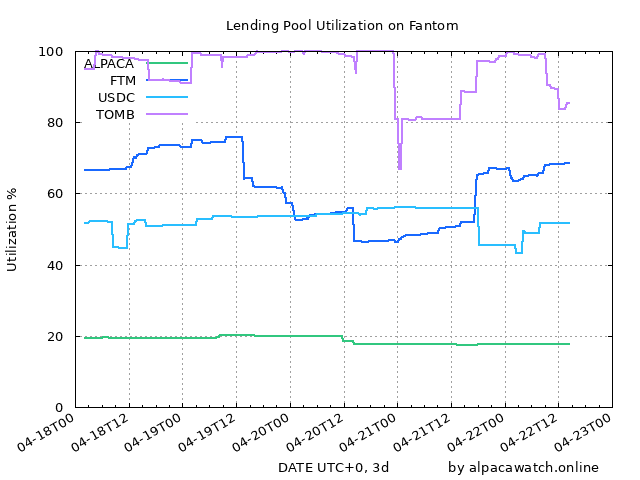 Lending Pool Utilization on Fantom
100
80
60
40
20
0
Utilization %
ALPACA
FTM
USDC
TOMB
04-18T00
04-18T12
04-19T00
04-19T12
04-20T00
04-20T12
04-21T00
04-21T12
04-22T00
04-22T12
04-23T00
DATE UTC+0, 3d
by alpacawatch.online